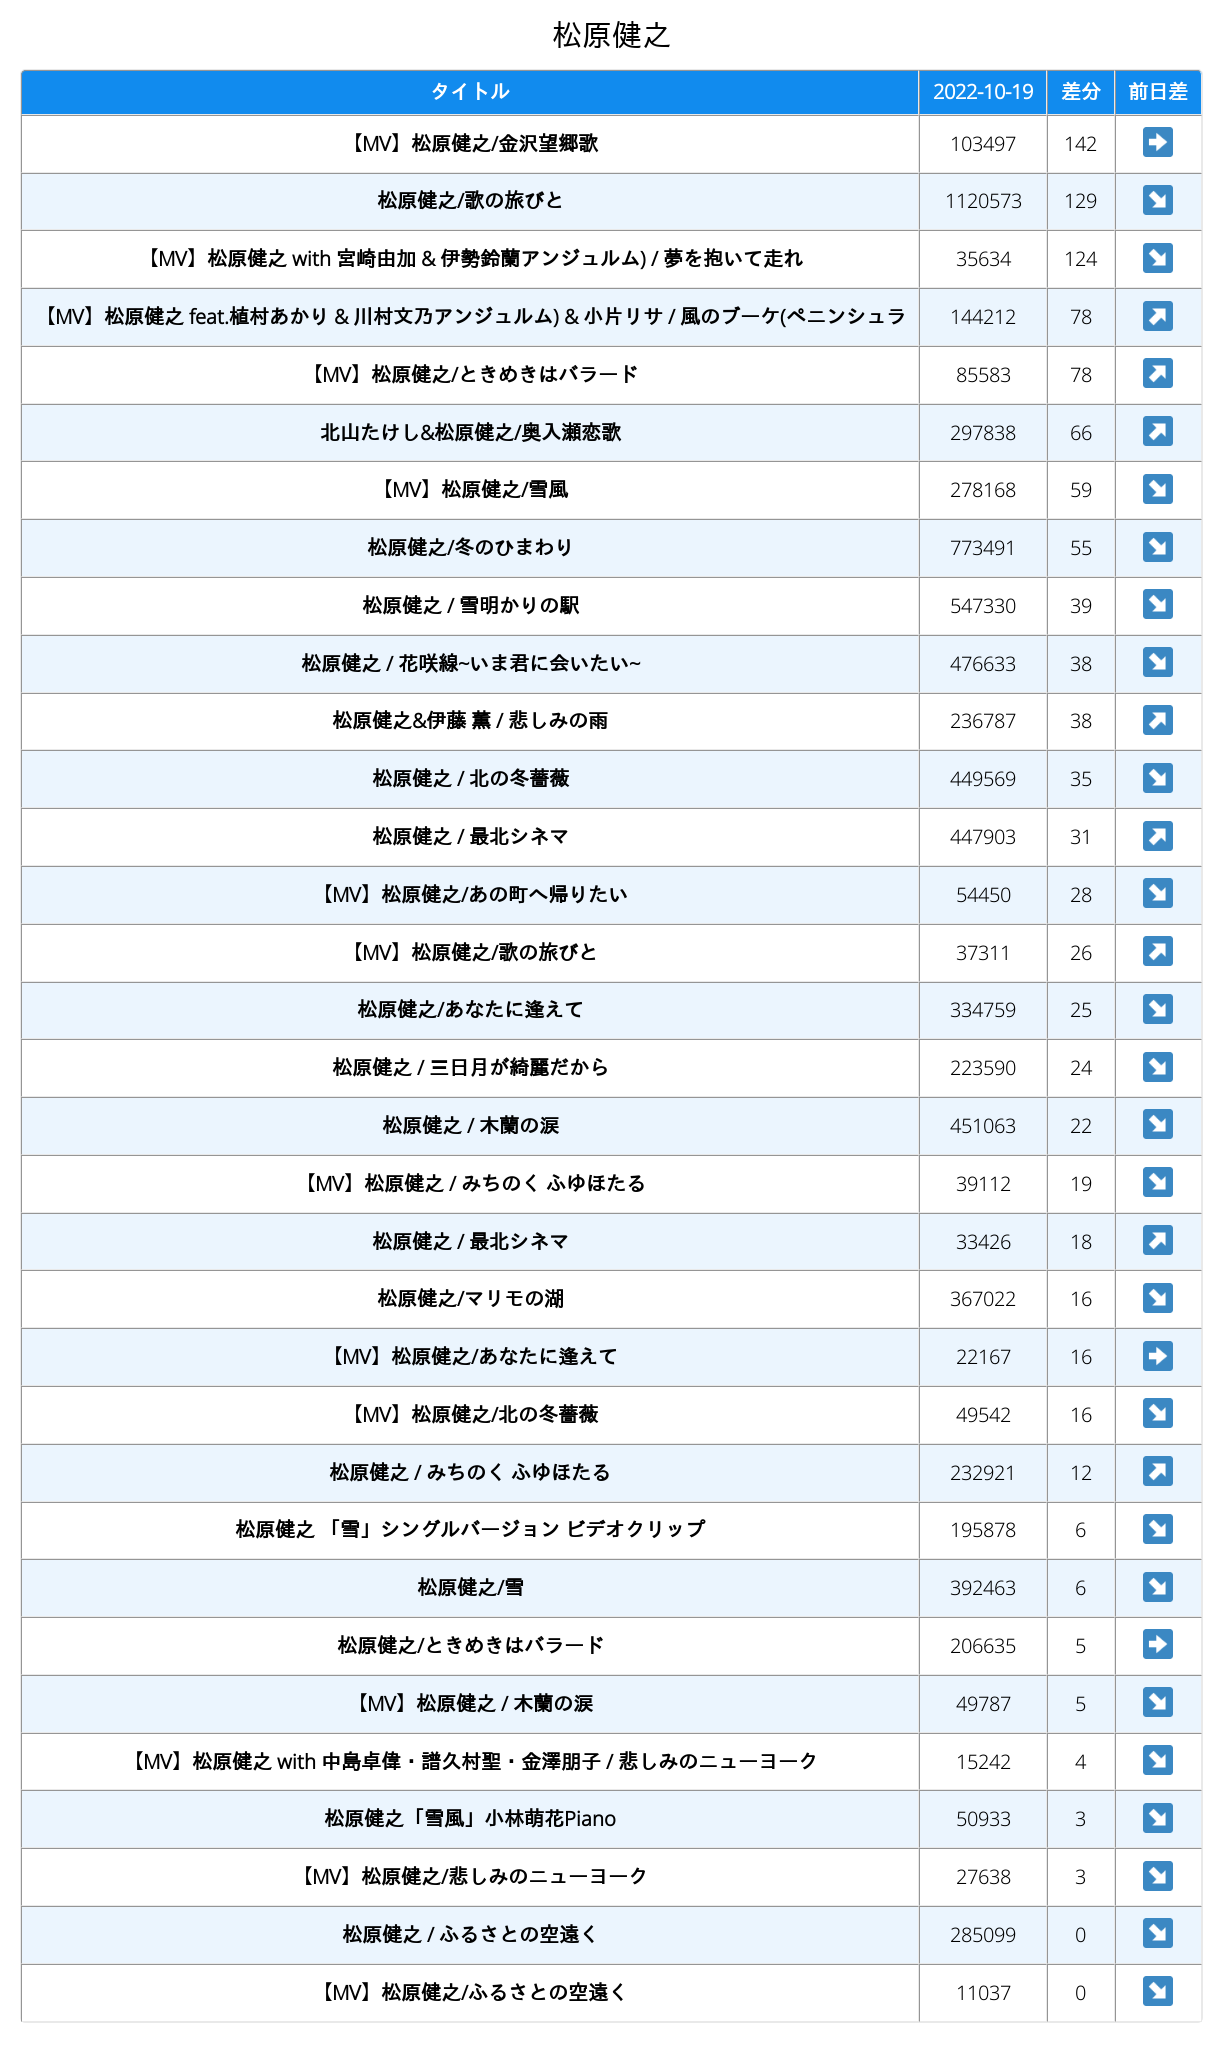 松原健之
タイトル 2022-10-19 差分 前日差
【MV】松原健之/金沢望郷歌 103497 142 ➡
松原健之/歌の旅びと 1120573 129 ↘
【MV】松原健之 with 宮崎由加 & 伊勢鈴蘭アンジュルム) / 夢を抱いて走れ 35634 124 ↘
【MV】松原健之 feat.植村あかり & 川村文乃アンジュルム) & 小片リサ / 風のブーケ(ペニンシュラ 144212 78 ↗
【MV】松原健之/ときめきはバラード 85583 78 ↗
北山たけし&松原健之/奥入瀬恋歌 297838 66 ↗
【MV】松原健之/雪風 278168 59 ↘
松原健之/冬のひまわり 773491 55 ↘
松原健之 / 雪明かりの駅 547330 39 ↘
松原健之 / 花咲線~いま君に会いたい~ 476633 38 ↘
松原健之&伊藤 薫 / 悲しみの雨 236787 38 ↗
松原健之 / 北の冬薔薇 449569 35 ↘
松原健之 / 最北シネマ 447903 31 ↗
【MV】松原健之/あの町へ帰りたい 54450 28 ↘
【MV】松原健之/歌の旅びと 37311 26 ↗
松原健之/あなたに逢えて 334759 25 ↘
松原健之 / 三日月が綺麗だから 223590 24 ↘
松原健之 / 木蘭の涙 451063 22 ↘
【MV】松原健之 / みちのく ふゆほたる 39112 19 ↘
松原健之 / 最北シネマ 33426 18 ↗
松原健之/マリモの湖 367022 16 ↘
【MV】松原健之/あなたに逢えて 22167 16 ➡
【MV】松原健之/北の冬薔薇 49542 16 ↘
松原健之 / みちのく ふゆほたる 232921 12 ↗
松原健之 「雪」シングルバージョン ビデオクリップ 195878 6 ↘
松原健之/雪 392463 6 ↘
松原健之/ときめきはバラード 206635 5 ➡
【MV】松原健之 / 木蘭の涙 49787 5 ↘
【MV】松原健之 with 中島卓偉・譜久村聖・金澤朋子 / 悲しみのニューヨーク 15242 4 ↘
松原健之「雪風」小林萌花Piano 50933 3 ↘
【MV】松原健之/悲しみのニューヨーク 27638 3 ↘
松原健之 / ふるさとの空遠く 285099 0 ↘
【MV】松原健之/ふるさとの空遠く 11037 0 ↘